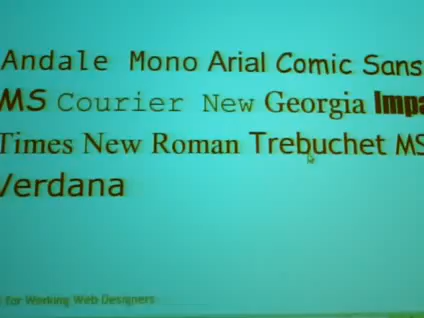 Andale Mono Arial Comic Sans
MS Courier New Georgia Impa
Times New Roman Trebuchet MS
Verdana
for Working Web Designers